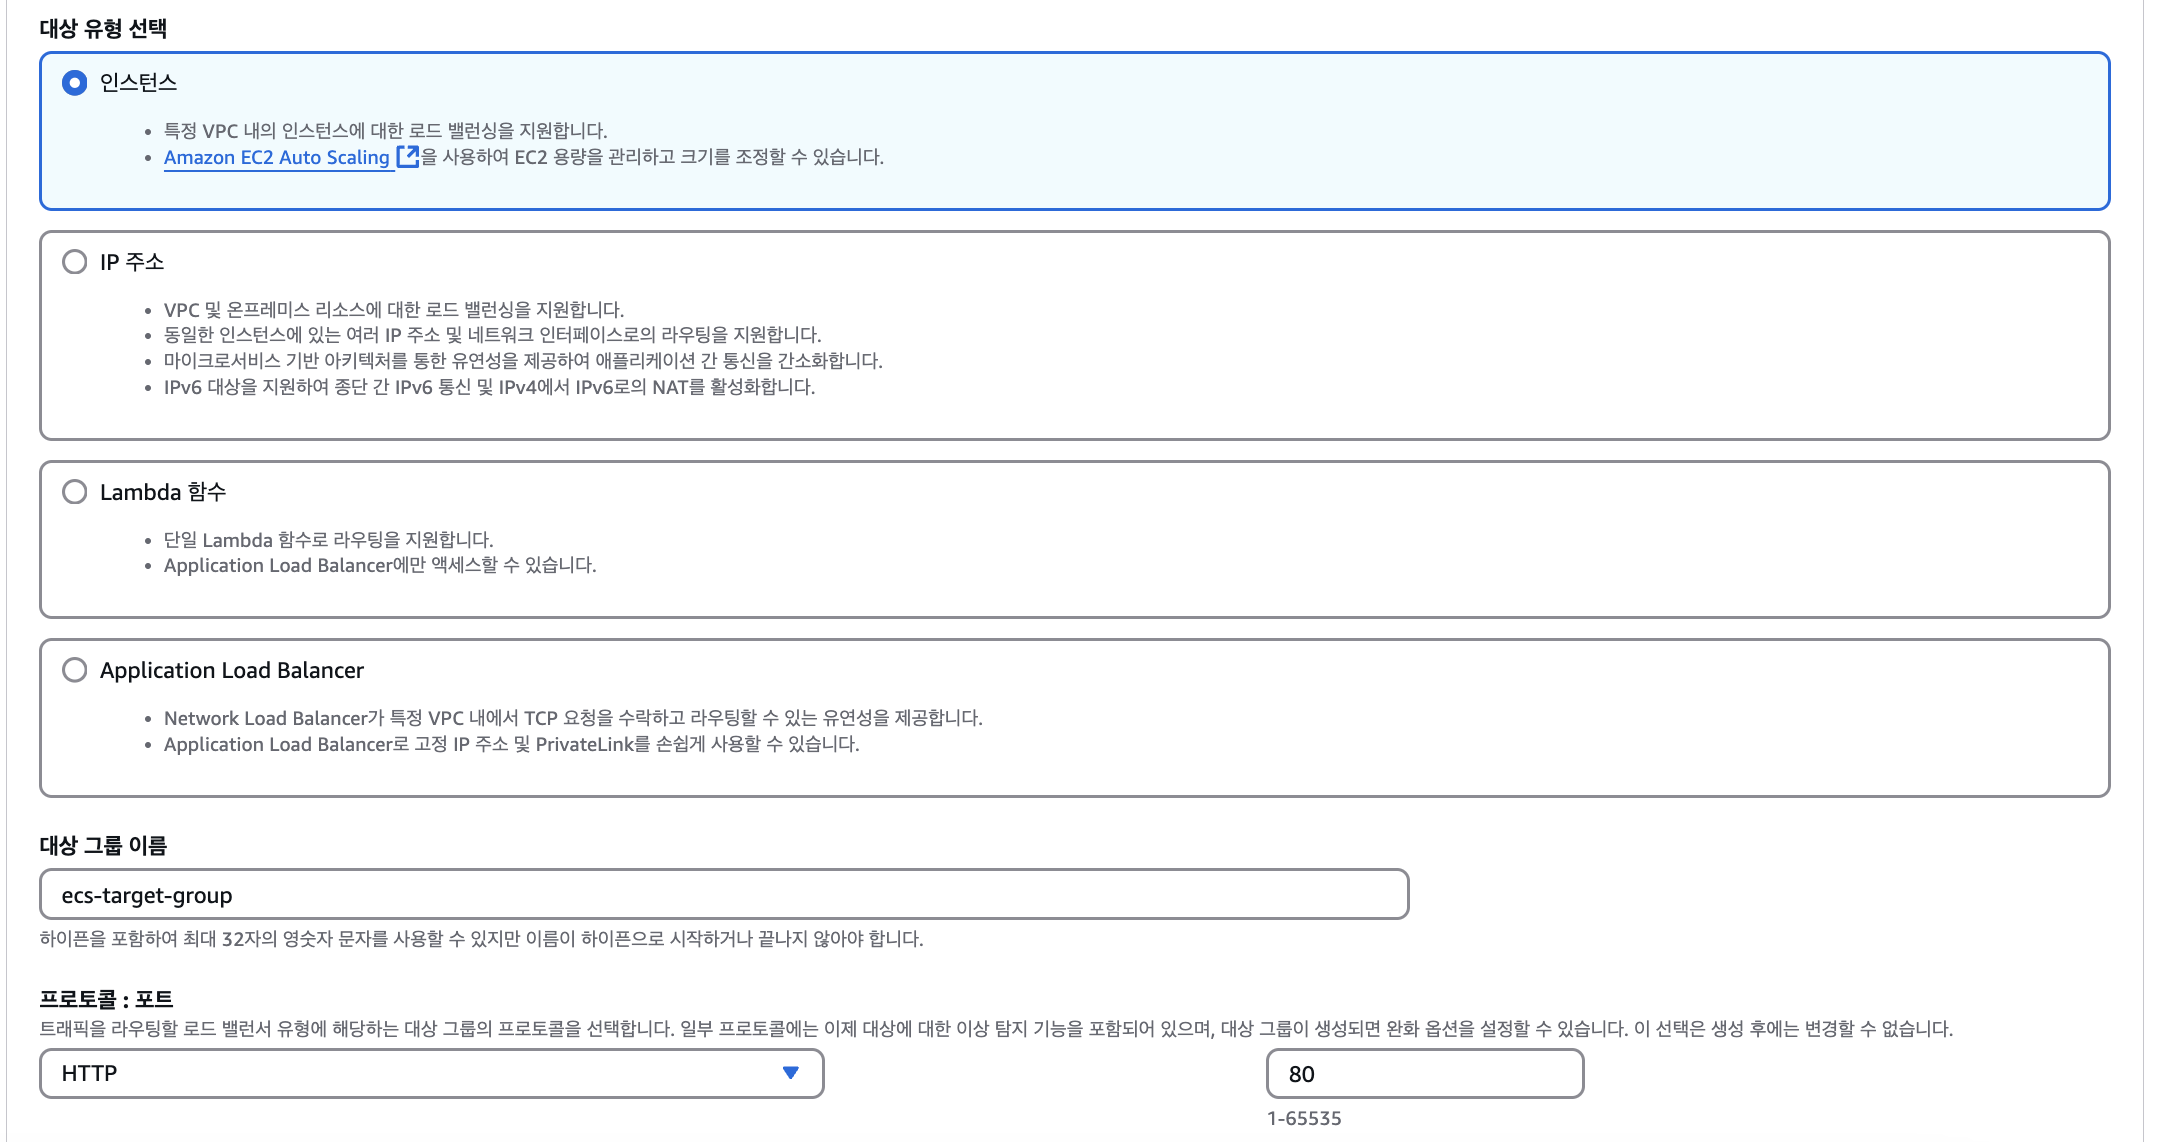 대상 유형 선택
인스턴스
특정 VPC 내의 인스턴스에 대한 로드 밸런싱을 지원합니다.
Amazon EC2 Auto Scaling 을 사용하여 EC2 용량을 관리하고 크기를 조정할 수 있습니다.
IP 주소
VPC 및 온프레미스 리소스에 대한 로드 밸런싱을 지원합니다.
동일한 인스턴스에 있는 여러 IP 주소 및 네트워크 인터페이스로의 라우팅을 지원합니다.
마이크로서비스 기반 아키텍처를 통한 유연성을 제공하여 애플리케이션 간 통신을 간소화합니다.
IPv6 대상을 지원하여 종단 간 IPv6 통신 및 IPv4에서 IPv6로의 NAT를 활성화합니다.
Lambda 함수
단일 Lambda 함수로 라우팅을 지원합니다.
Application Load Balancer에만 액세스할 수 있습니다.
Application Load Balancer
Network Load Balancer가 특정 VPC 내에서 TCP 요청을 수락하고 라우팅할 수 있는 유연성을 제공합니다.
Application Load Balancer로 고정 IP 주소 및 PrivateLink를 손쉽게 사용할 수 있습니다.
대상 그룹 이름
ecs-target-group
하이픈을 포함하여 최대 32자의 영숫자 문자를 사용할 수 있지만 이름이 하이픈으로 시작하거나 끝나지 않아야 합니다.
프로토콜 : 포트
트래픽을 라우팅할 로드 밸런서 유형에 해당하는 대상 그룹의 프로토콜을 선택합니다. 일부 프로토콜에는 이제 대상에 대한 이상 탐지 기능을 포함되어 있으며, 대상 그룹이 생성되면 완화 옵션을 설정할 수 있습니다. 이 선택은 생성 후에는 변경할 수 없습니다.
HTTP
80
1-65535